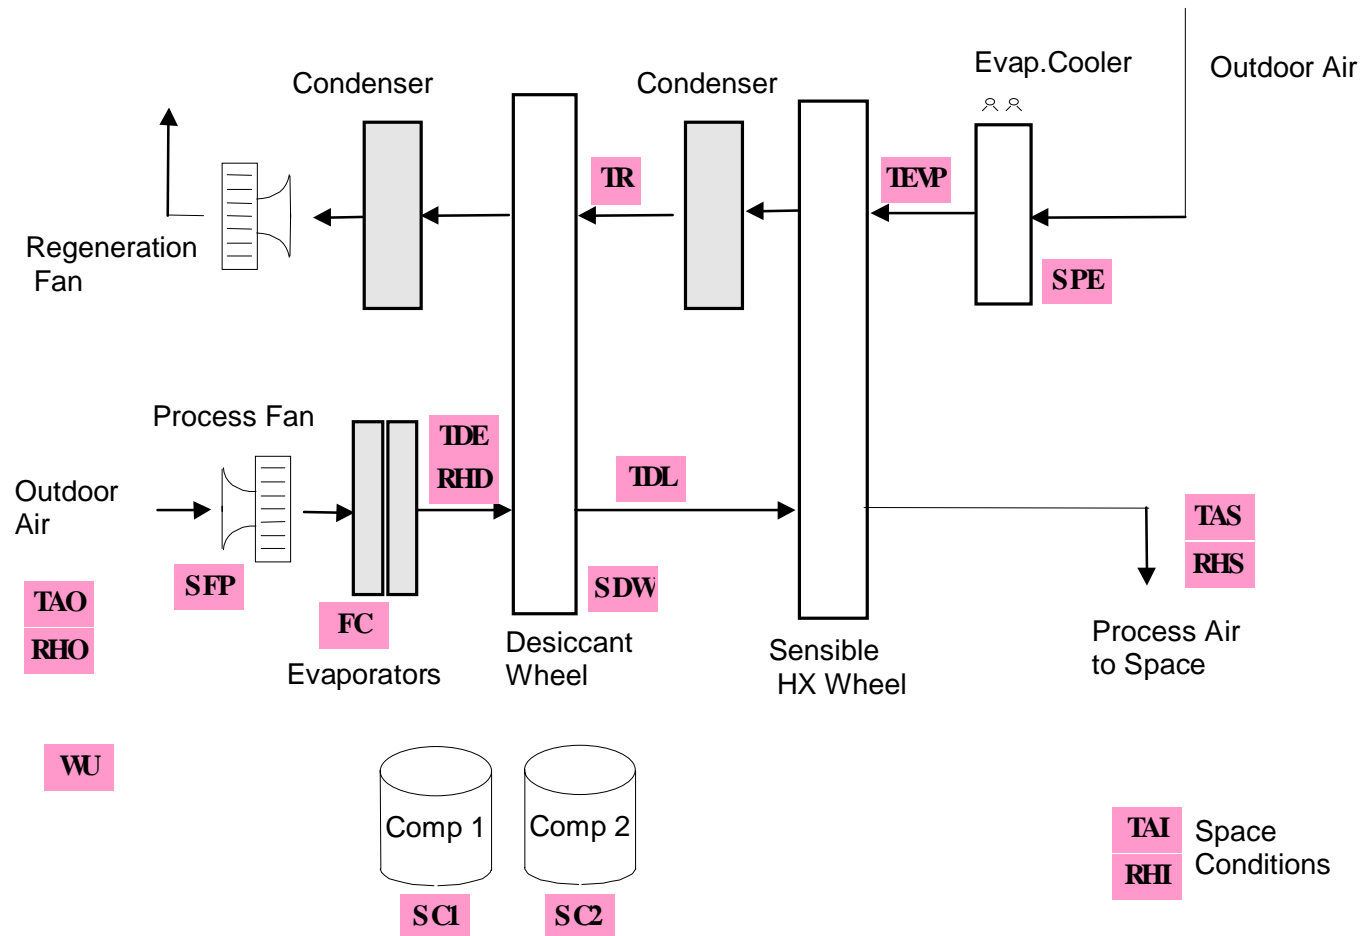 Evap.Cooler
Outdoor Air
Condenser
Condenser
TR
TEVP
Regeneration
Fan
SPE
Process Fan
TDE
RHD
TDL
Outdoor
Air
TAS
RHS
SFP
SDW
TAO
RHO
FC
Evaporators
Desiccant
Wheel
Sensible
HX Wheel
Process Air
to Space
WU
Comp 1
Comp 2
TAI
RHI
Space
Conditions
SC1
SC2